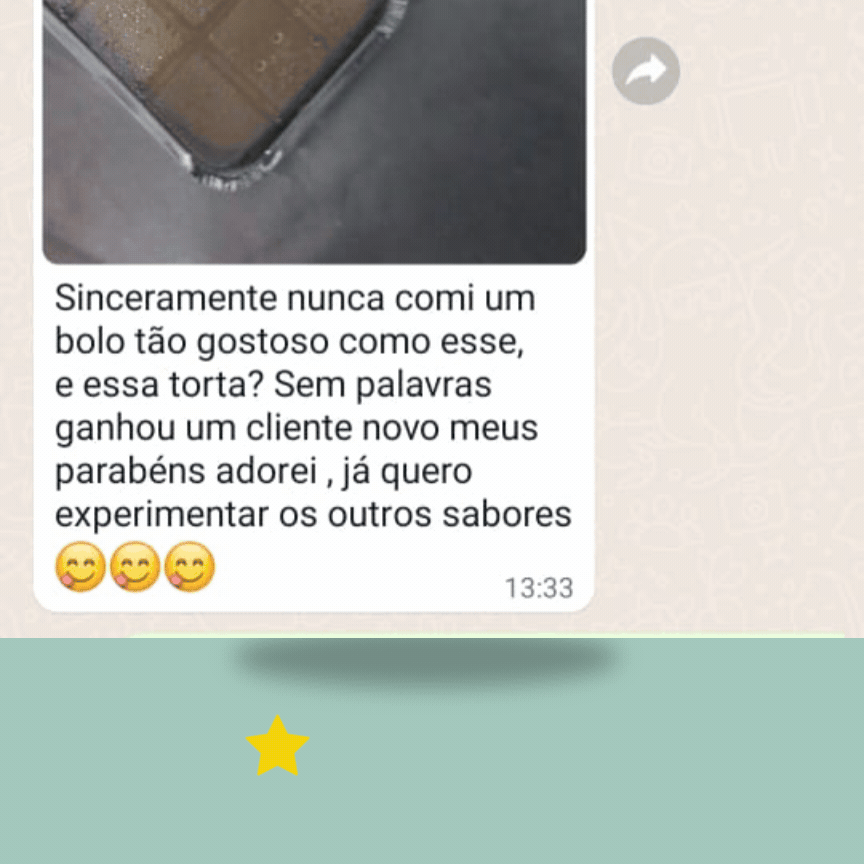 Sinceramente nunca comi um
bolo tão gostoso como esse,
e essa torta? Sem palavras
ganhou um cliente novo meus
parabéns adorei , já quero
experimentar os outros sabores
😋😋😋
13:33